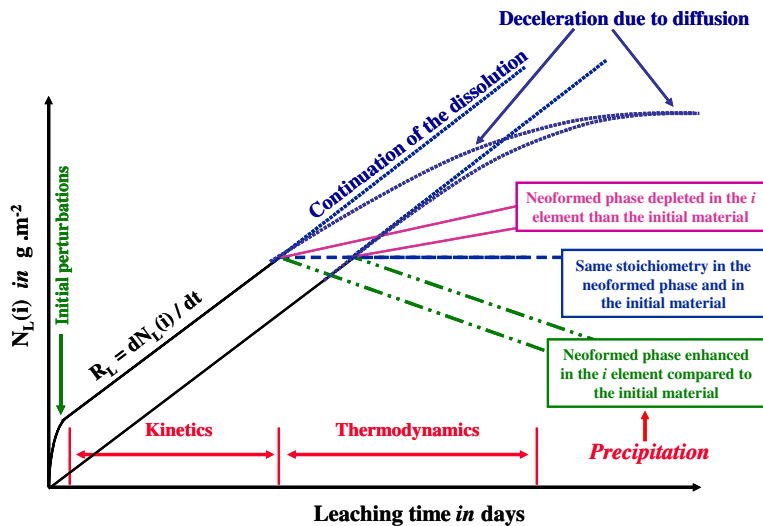 Deceleration due to diffusion
Continuation of the dissolution
Initial perturbations
N_L(i) in g .m⁻²
R_L = dN_L(i) / dt
Neoformed phase depleted in the i
element than the initial material
Same stoichiometry in the
neoformed phase and in
the initial material
Neoformed phase enhanced
in the i element compared to
the initial material
Kinetics
Thermodynamics
Precipitation
Leaching time in days